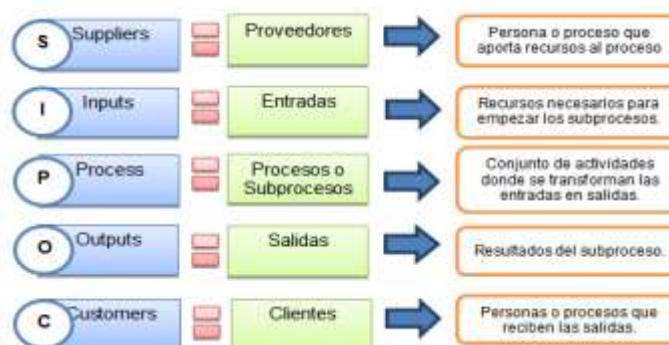 S
Suppliers
Proveedores
Persona o proceso que
aporta recursos al proceso
I
Inputs
Entradas
Recursos necesarios para
empezar los subprocesos.
P
Process
Procesos o
Subprocesos
Conjunto de actividades
donde se transforman las
entradas en salidas.
O
Outputs
Salidas
Resultados del subproceso.
C
Customers
Clientes
Personas o procesos que
reciben las salidas.